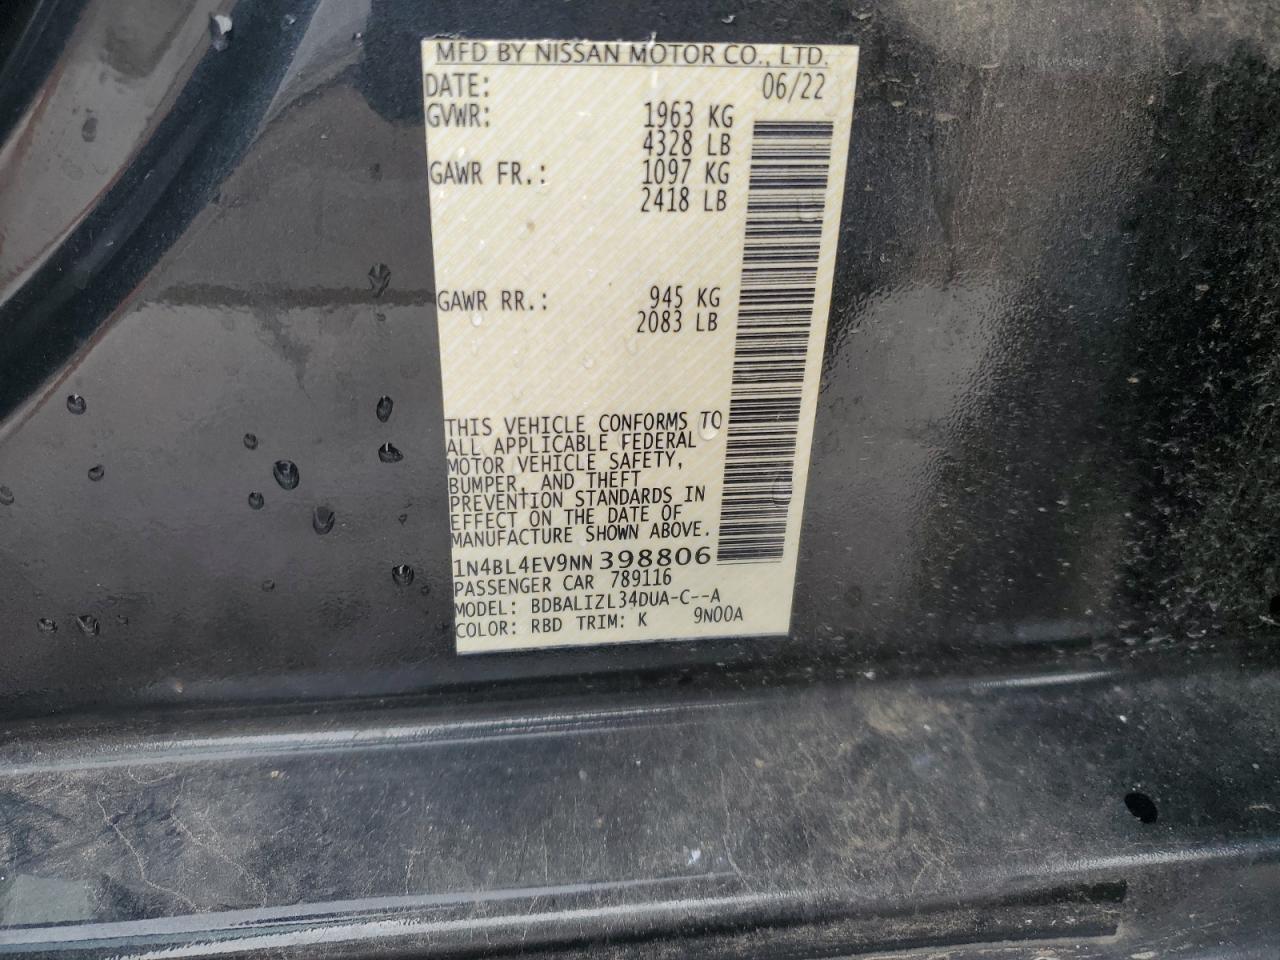 MFD BY NISSAN MOTOR CO., LTD.
DATE: 06/22
GVWR: 1963 KG
4328 LB
GAWR FR.: 1097 KG
2418 LB
GAWR RR.: 945 KG
2083 LB
THIS VEHICLE CONFORMS TO
ALL APPLICABLE FEDERAL
MOTOR VEHICLE SAFETY,
BUMPER, AND THEFT
PREVENTION STANDARDS IN
EFFECT ON THE DATE OF
MANUFACTURE SHOWN ABOVE.
1N4BL4EV9NN398806
PASSENGER CAR 789116
MODEL: BDBALIZL34DUA-C--A
COLOR: RBD TRIM: K 9N00A